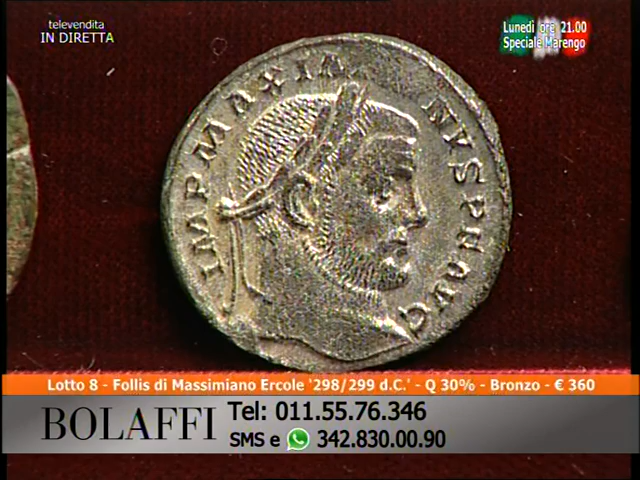 televendita
IN DIRETTA
Lunedì ore 21.00
Speciale Marengo
IMP MAXIMIANVS P N AVG
Lotto 8 - Follis di Massimiano Ercole '298/299 d.C.' - Q 30% - Bronzo - € 360
BOLAFFI
Tel: 011.55.76.346
SMS e 342.830.00.90